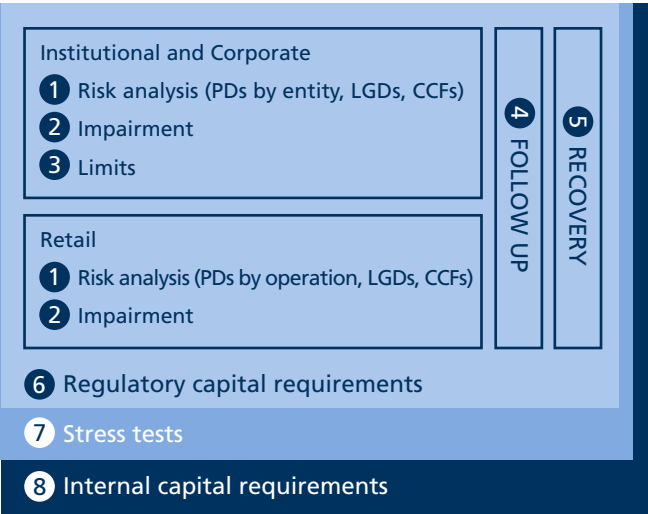 Institutional and Corporate
1 Risk analysis (PDs by entity, LGDs, CCFs)
2 Impairment
3 Limits
Retail
1 Risk analysis (PDs by operation, LGDs, CCFs)
2 Impairment
4 FOLLOW UP
5 RECOVERY
6 Regulatory capital requirements
7 Stress tests
8 Internal capital requirements